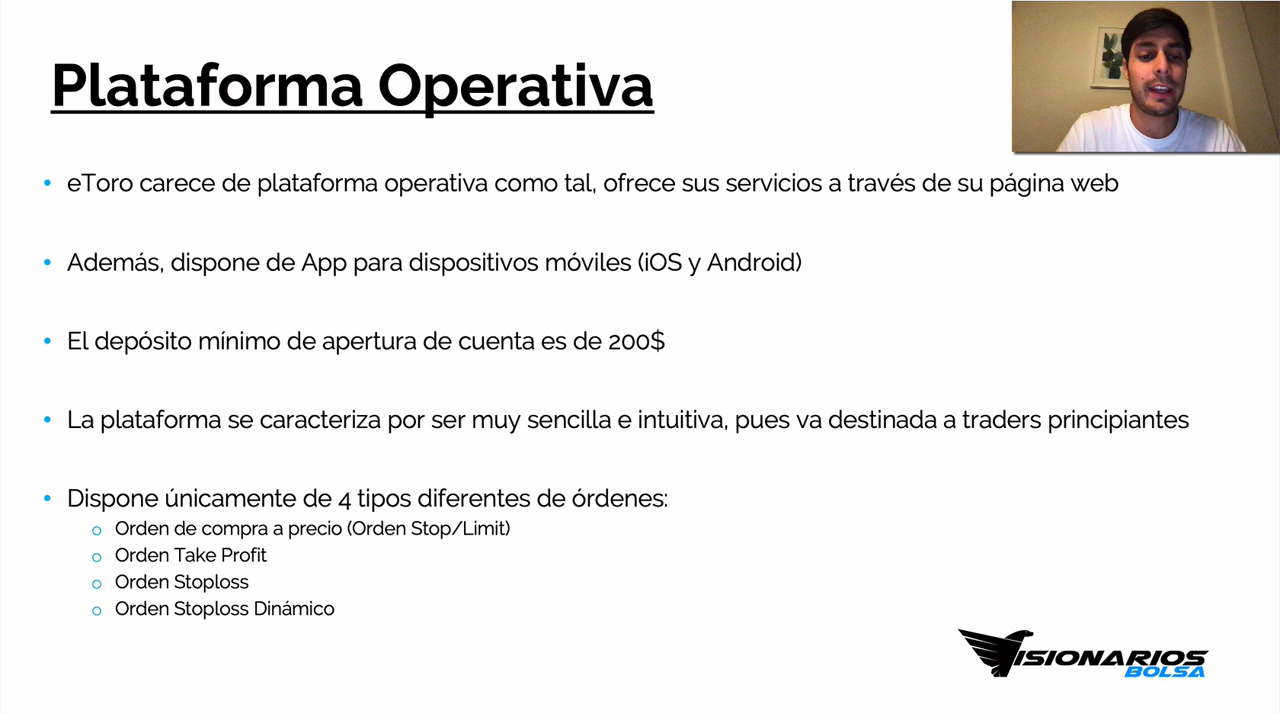 Plataforma Operativa
• eToro carece de plataforma operativa como tal, ofrece sus servicios a través de su página web
• Además, dispone de App para dispositivos móviles (iOS y Android)
• El depósito mínimo de apertura de cuenta es de 200$
• La plataforma se caracteriza por ser muy sencilla e intuitiva, pues va destinada a traders principiantes
• Dispone únicamente de 4 tipos diferentes de órdenes:
o Orden de compra a precio (Orden Stop/Limit)
o Orden Take Profit
o Orden Stoploss
o Orden Stoploss Dinámico
VISIONARIOS
BOLSA